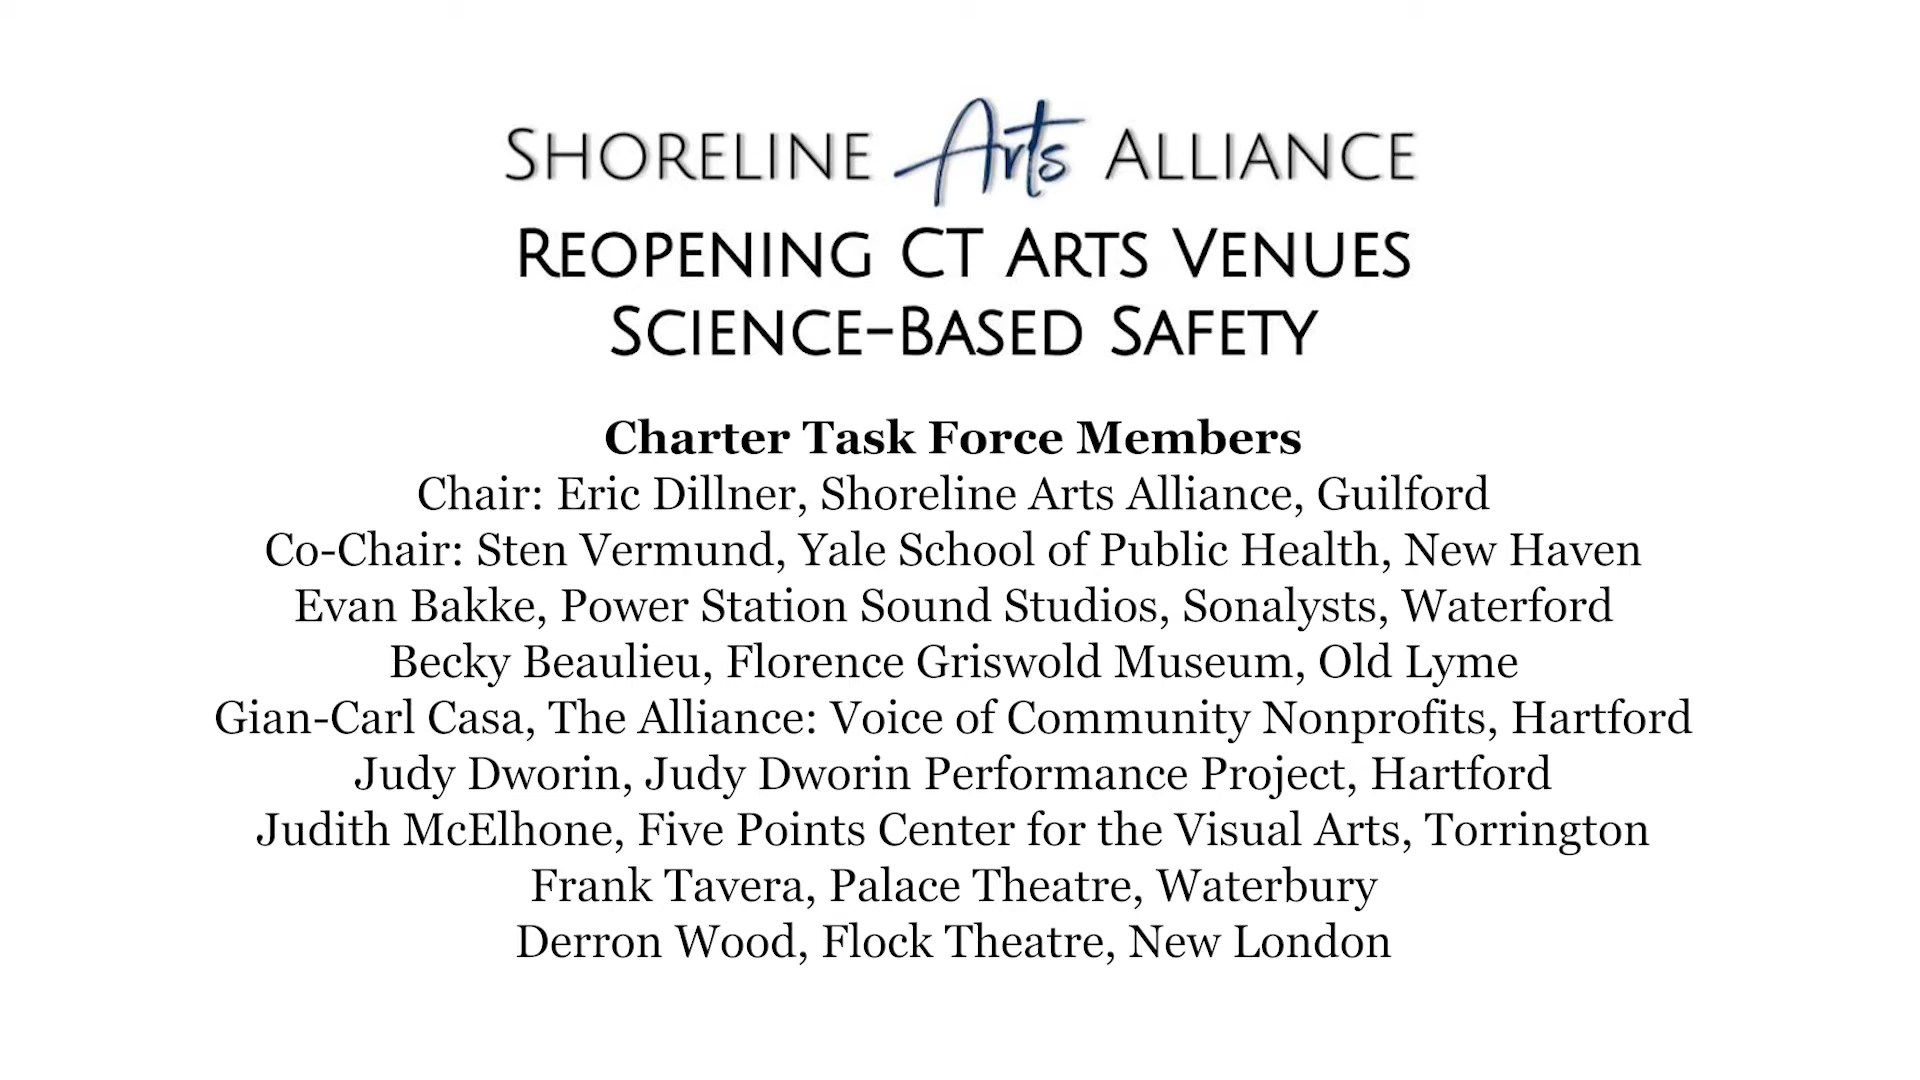 SHORELINE Arts ALLIANCE
REOPENING CT ARTS VENUES
SCIENCE-BASED SAFETY
Charter Task Force Members
Chair: Eric Dillner, Shoreline Arts Alliance, Guilford
Co-Chair: Sten Vermund, Yale School of Public Health, New Haven
Evan Bakke, Power Station Sound Studios, Sonalysts, Waterford
Becky Beaulieu, Florence Griswold Museum, Old Lyme
Gian-Carl Casa, The Alliance: Voice of Community Nonprofits, Hartford
Judy Dworin, Judy Dworin Performance Project, Hartford
Judith McElhone, Five Points Center for the Visual Arts, Torrington
Frank Tavera, Palace Theatre, Waterbury
Derron Wood, Flock Theatre, New London